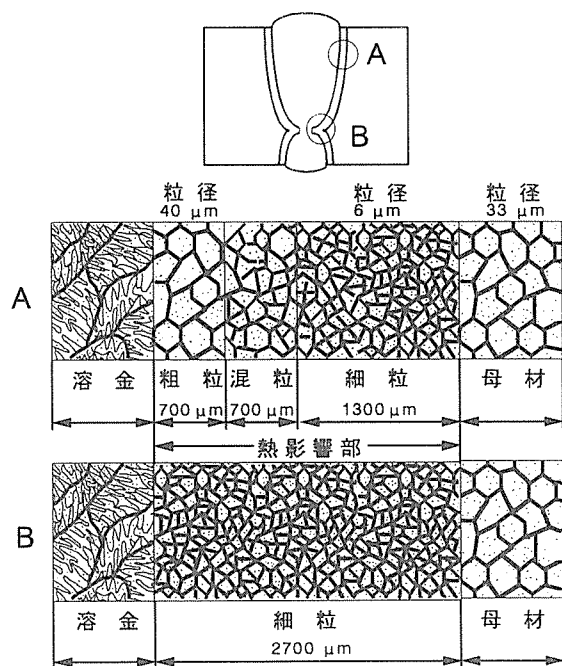 A
B
粒径 粒径 粒径
40 μm 6 μm 33 μm
A
溶金 粗粒 混粒 細粒 母材
700 μm 700 μm 1300 μm
熱影響部
B
溶金 細粒 母材
2700 μm